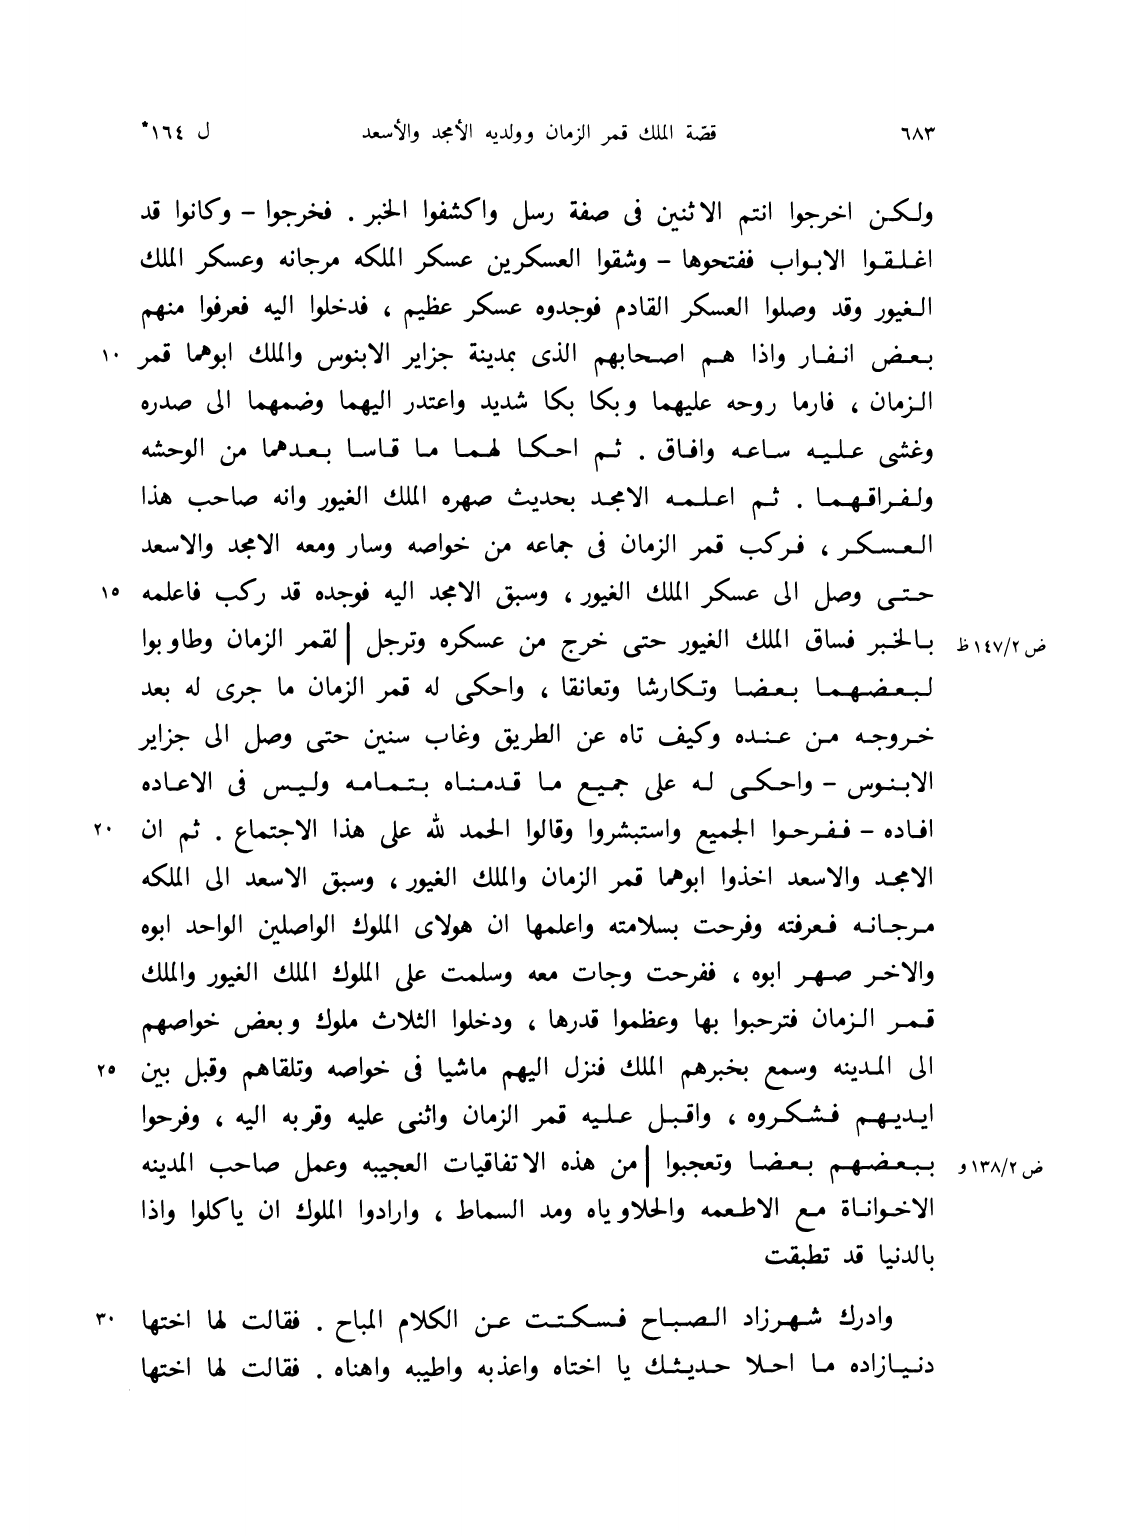 ٦٨٣ قصّة الملك قمر الزمان وولديه الأمجد والأسعد ل ١٦٤*
ولكن اخرجوا انتم الاثنين فى صفة رسل واكشفوا الخبر . فخرجوا – وكانوا قد
اغلقوا الابواب ففتحوها – وشقوا العسكرين عسكر الملكه مرجانه وعسكر الملك
الغيور وقد وصلوا العسكر القادم فوجدوه عسكر عظيم ، فدخلوا اليه فعرفوا منهم
بعض انفار واذا هم اصحابهم الذى بمدينة جزاير الابنوس والملك ابوهما قمر ١٠
الزمان ، فارما روحه عليهما وبكا بكا شديد واعتدر اليهما وضمهما الى صدره
وغشى عليه ساعه وافاق . ثم احكا لهما ما قاسا بعدهما من الوحشه
ولفراقهما . ثم اعلمه الامجد بحديث صهره الملك الغيور وانه صاحب هذا
العسكر ، فركب قمر الزمان فى جماعه من خواصه وسار ومعه الامجد والاسعد
حتى وصل الى عسكر الملك الغيور ، وسبق الامجد اليه فوجده قد ركب فاعلمه ١٥
ض ١٤٧/٢ظ بالخبر فساق الملك الغيور حتى خرج من عسكره وترجل | لقمر الزمان وطاوبوا
لبعضهما بعضا وتكارشا وتعانقا ، واحكى له قمر الزمان ما جرى له بعد
خروجه من عنده وكيف تاه عن الطريق وغاب سنين حتى وصل الى جزاير
الابنوس – واحكى له على جميع ما قدمناه بتمامه وليس فى الاعاده
افاده – ففرحوا الجميع واستبشروا وقالوا الحمد لله على هذا الاجتماع . ثم ان ٢٠
الامجد والاسعد اخذوا ابوهما قمر الزمان والملك الغيور ، وسبق الاسعد الى الملكه
مرجانه فعرفته وفرحت بسلامته واعلمها ان هولاى الملوك الواصلين الواحد ابوه
والاخر صهر ابوه ، ففرحت وجات معه وسلمت على الملوك الملك الغيور والملك
قمر الزمان فترحبوا بها وعظموا قدرها ، ودخلوا الثلاث ملوك وبعض خواصهم
الى المدينه وسمع بخبرهم الملك فنزل اليهم ماشيا فى خواصه وتلقاهم وقبل بين ٢٥
ايديهم فشكروه ، واقبل عليه قمر الزمان واثنى عليه وقربه اليه ، وفرحوا
ض ١٣٨/٢و ببعضهم بعضا وتعجبوا | من هذه الاتفاقيات العجيبه وعمل صاحب المدينه
الاخواناة مع الاطعمه والحلاوياه ومد السماط ، وارادوا الملوك ان ياكلوا واذا
بالدنيا قد تطبقت
وادرك شهرزاد الصباح فسكتت عن الكلام المباح . فقالت لها اختها ٣٠
دنيازاده ما احلا حديثك يا اختاه واعذبه واطيبه واهناه . فقالت لها اختها